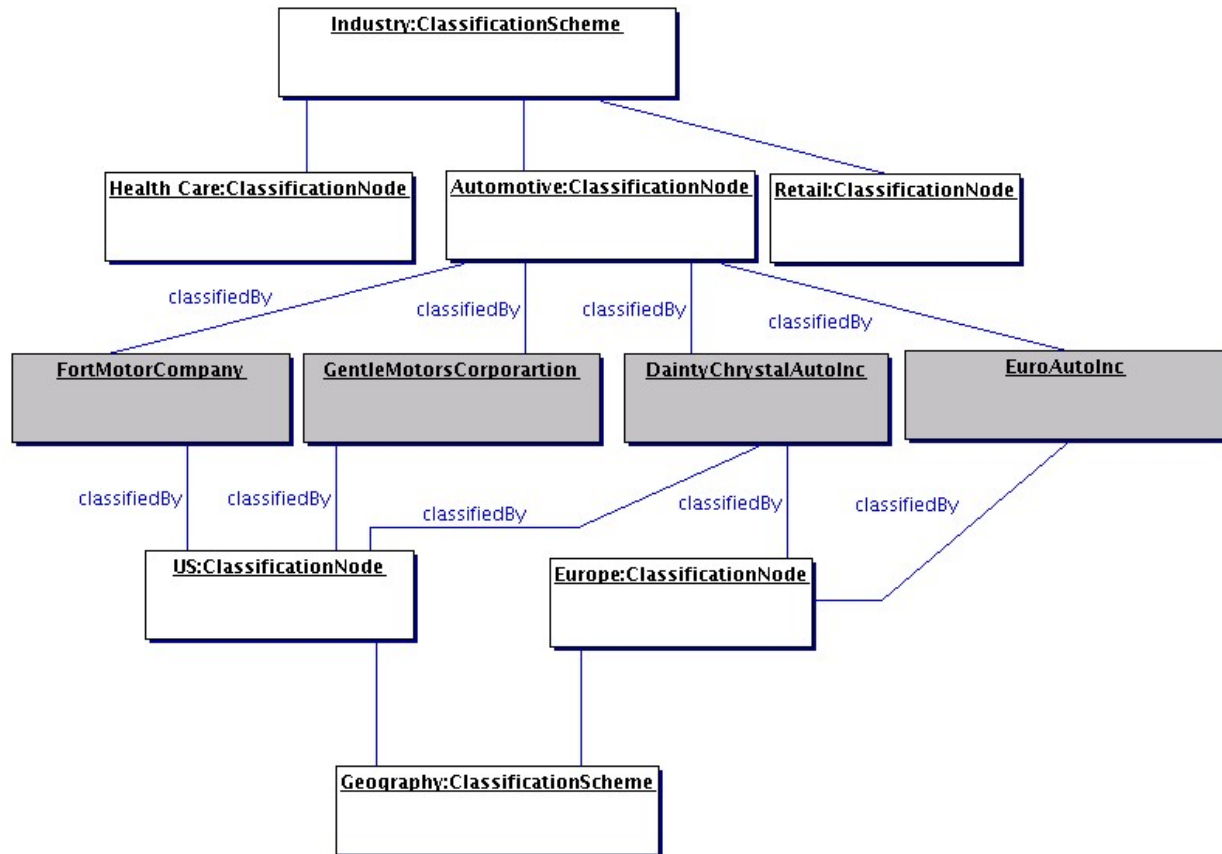 Industry:ClassificationScheme
Health Care:ClassificationNode
Automotive:ClassificationNode
Retail:ClassificationNode
classifiedBy
classifiedBy
classifiedBy
classifiedBy
FortMotorCompany
GentleMotorsCorporartion
DaintyChrystalAutoInc
EuroAutoInc
classifiedBy
classifiedBy
classifiedBy
classifiedBy
classifiedBy
US:ClassificationNode
Europe:ClassificationNode
Geography:ClassificationScheme